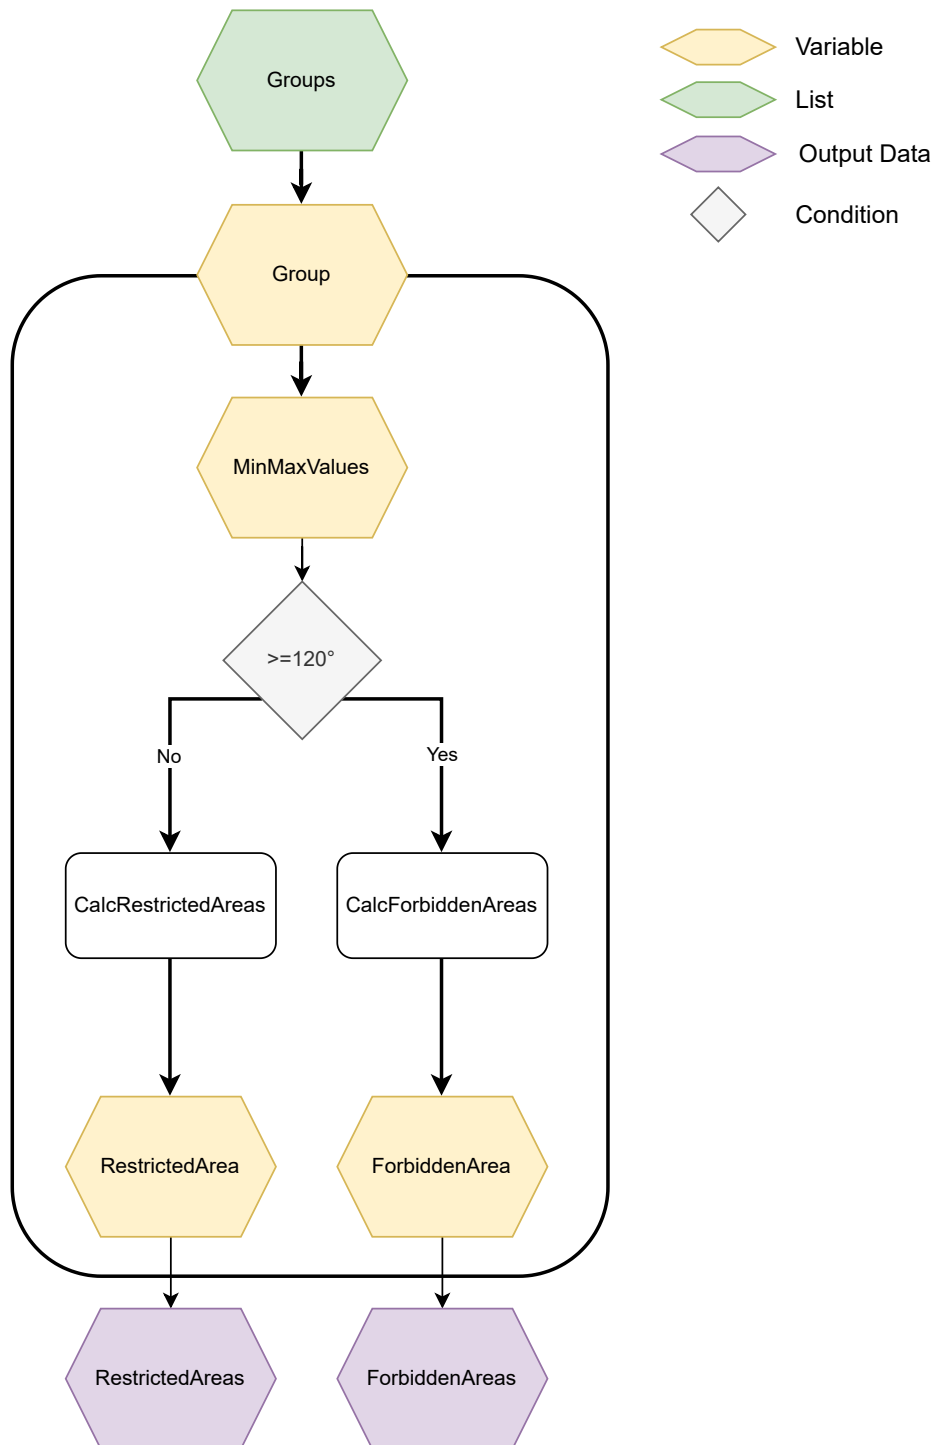 Groups
Variable
List
Output Data
Condition
Group
MinMaxValues
>=120°
No
Yes
CalcRestrictedAreas
CalcForbiddenAreas
RestrictedArea
ForbiddenArea
RestrictedAreas
ForbiddenAreas